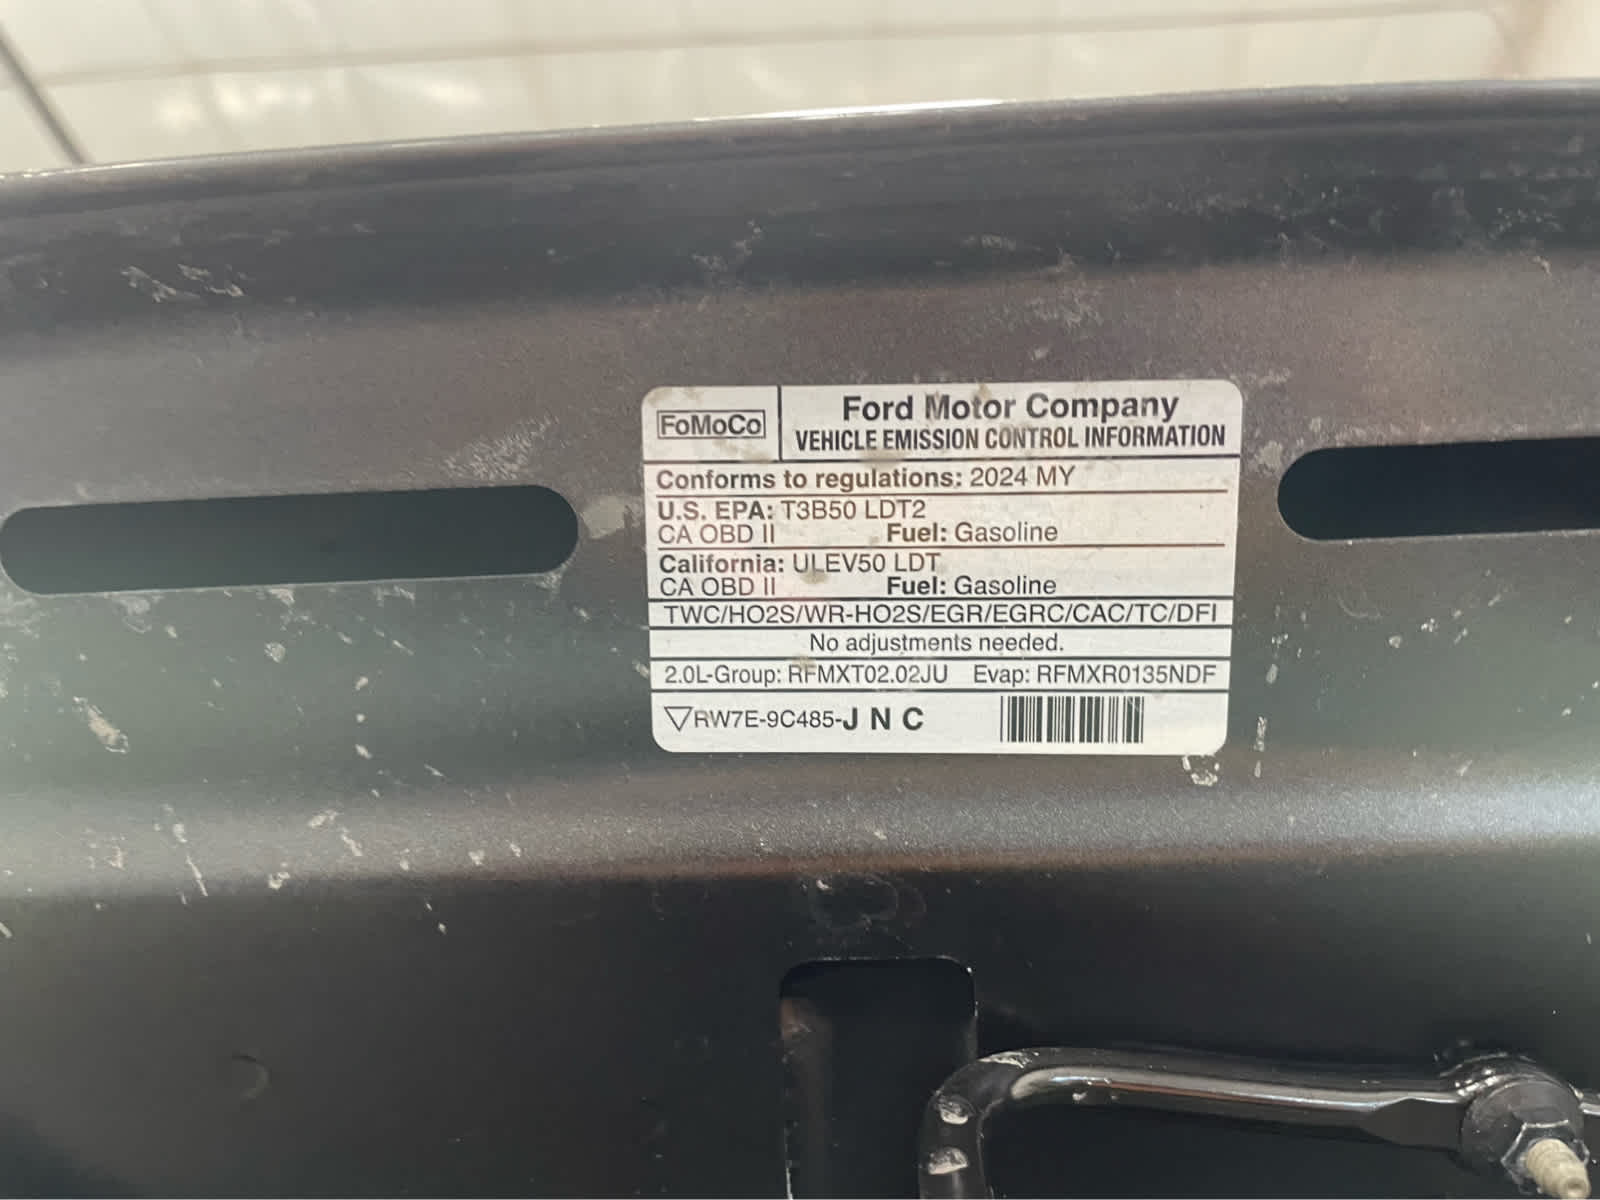 FoMoCo
Ford Motor Company
VEHICLE EMISSION CONTROL INFORMATION
Conforms to regulations: 2024 MY
U.S. EPA: T3B50 LDT2
CA OBD II Fuel: Gasoline
California: ULEV50 LDT
CA OBD II Fuel: Gasoline
TWC/HO2S/WR-HO2S/EGR/EGRC/CAC/TC/DFI
No adjustments needed.
2.0L-Group: RFMXT02.02JU Evap: RFMXR0135NDF
▽RW7E-9C485-J N C